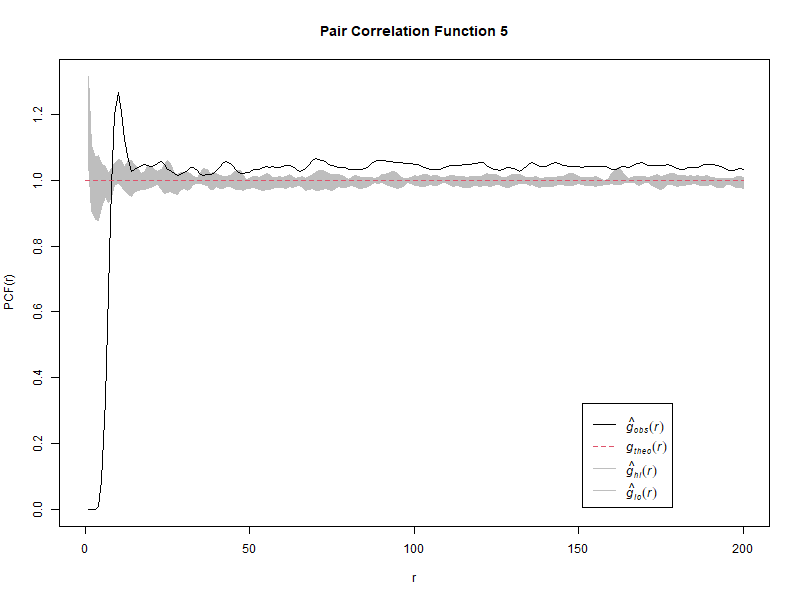 Pair Correlation Function 5
PCF(r)
1.2
1.0
0.8
0.6
0.4
0.2
0.0
ĝobs(r)
gtheo(r)
ĝhi(r)
ĝlo(r)
0 50 100 150 200
r